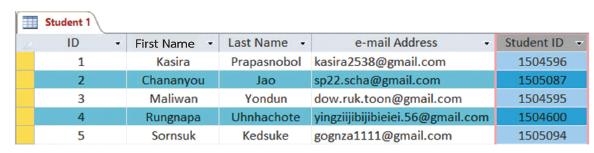 Student 1
ID First Name Last Name e-mail Address Student ID
1 Kasira Prapasnobol kasira2538@gmail.com 1504596
2 Chananyou Jao sp22.scha@gmail.com 1505087
3 Maliwan Yondun dow.ruk.toon@gmail.com 1504595
4 Rungnapa Uhnhachote yingziijibijibieiei.56@gmail.com 1504600
5 Sornsuk Kedsuke gognza1111@gmail.com 1505094